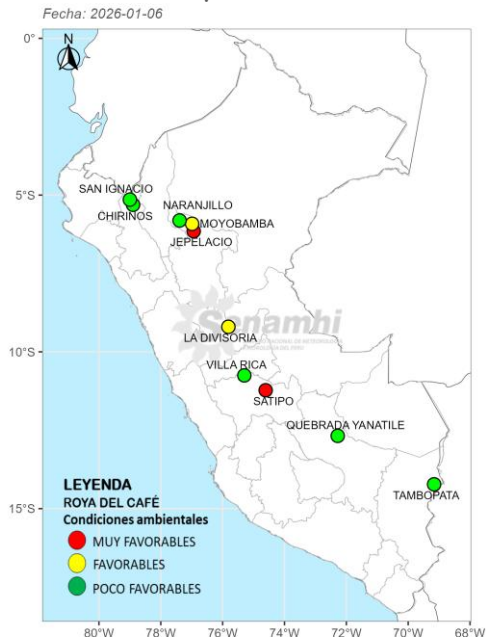 Fecha: 2026-01-06
N
0°
SAN IGNACIO
NARANJILLO
5°S
CHIRINOS
MOYOBAMBA
JEPELACIO
Senamhi
LA DIVISORIA
10°S
VILLA RICA
SATIPO
QUEBRADA YANATILE
TAMBOPATA
15°S
LEYENDA
ROYA DEL CAFÉ
Condiciones ambientales
MUY FAVORABLES
FAVORABLES
POCO FAVORABLES
80°W 78°W 76°W 74°W 72°W 70°W 68°W